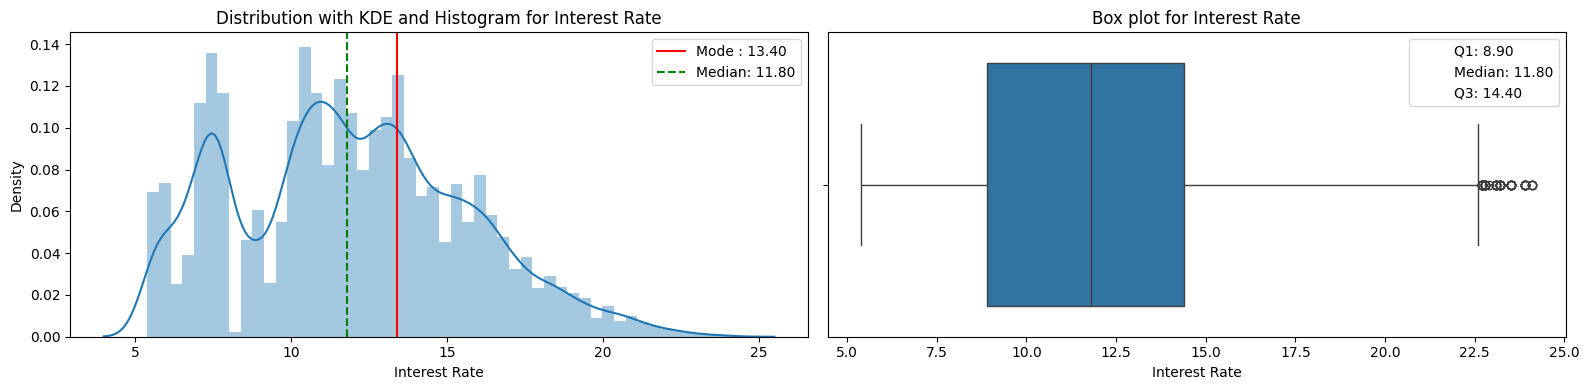 Distribution with KDE and Histogram for Interest Rate
Mode : 13.40
Median: 11.80
0.14
0.12
0.10
0.08
0.06
0.04
0.02
0.00
Density
5
10
15
20
25
Interest Rate
Box plot for Interest Rate
Q1: 8.90
Median: 11.80
Q3: 14.40
5.0
7.5
10.0
12.5
15.0
17.5
20.0
22.5
25.0
Interest Rate